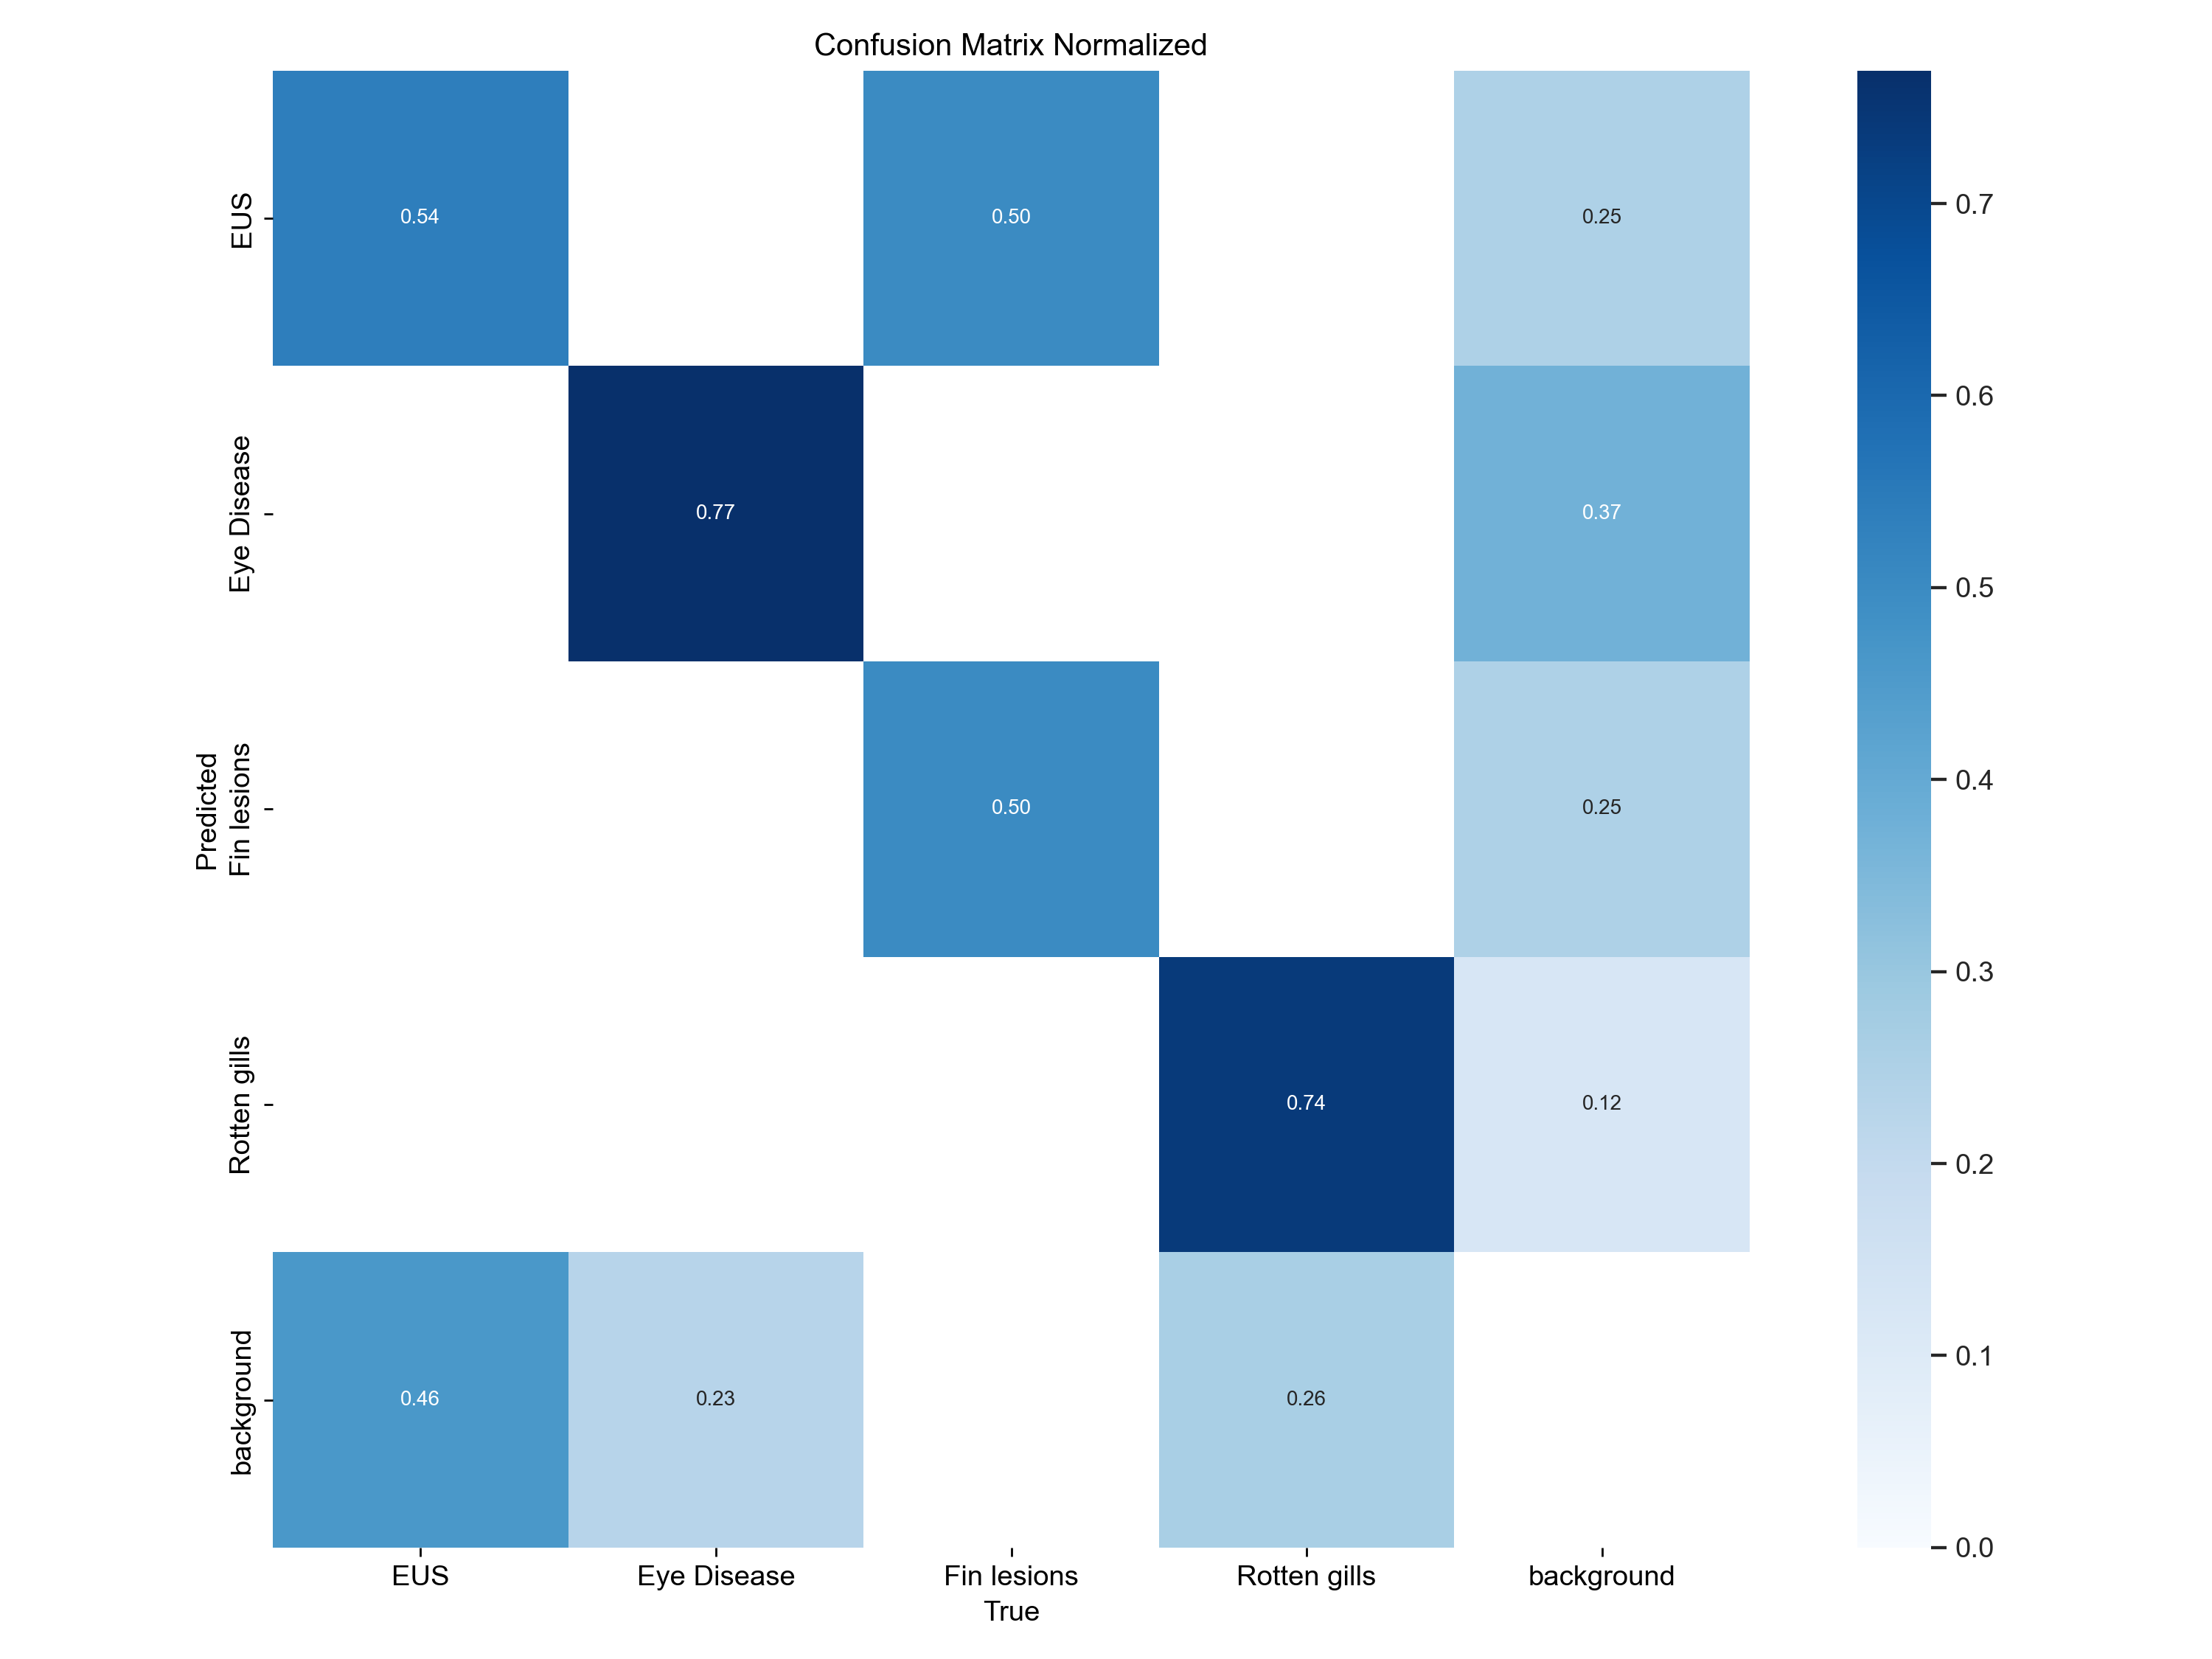 Confusion Matrix Normalized
EUS
0.54
0.50
0.25
Eye Disease
0.77
0.37
Predicted
Fin lesions
0.50
0.25
Rotten gills
0.74
0.12
background
0.46
0.23
0.26
EUS
Eye Disease
Fin lesions
Rotten gills
background
True
0.7
0.6
0.5
0.4
0.3
0.2
0.1
0.0